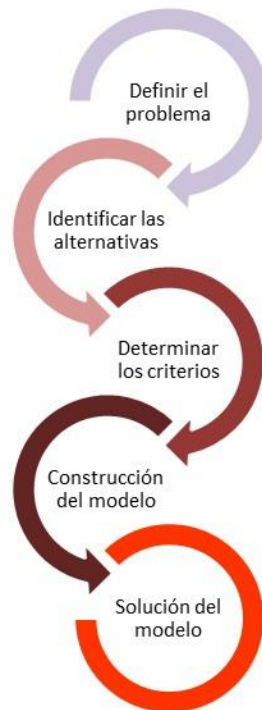 Definir el
problema
Identificar las
alternativas
Determinar
los criterios
Construcción
del modelo
Solución del
modelo